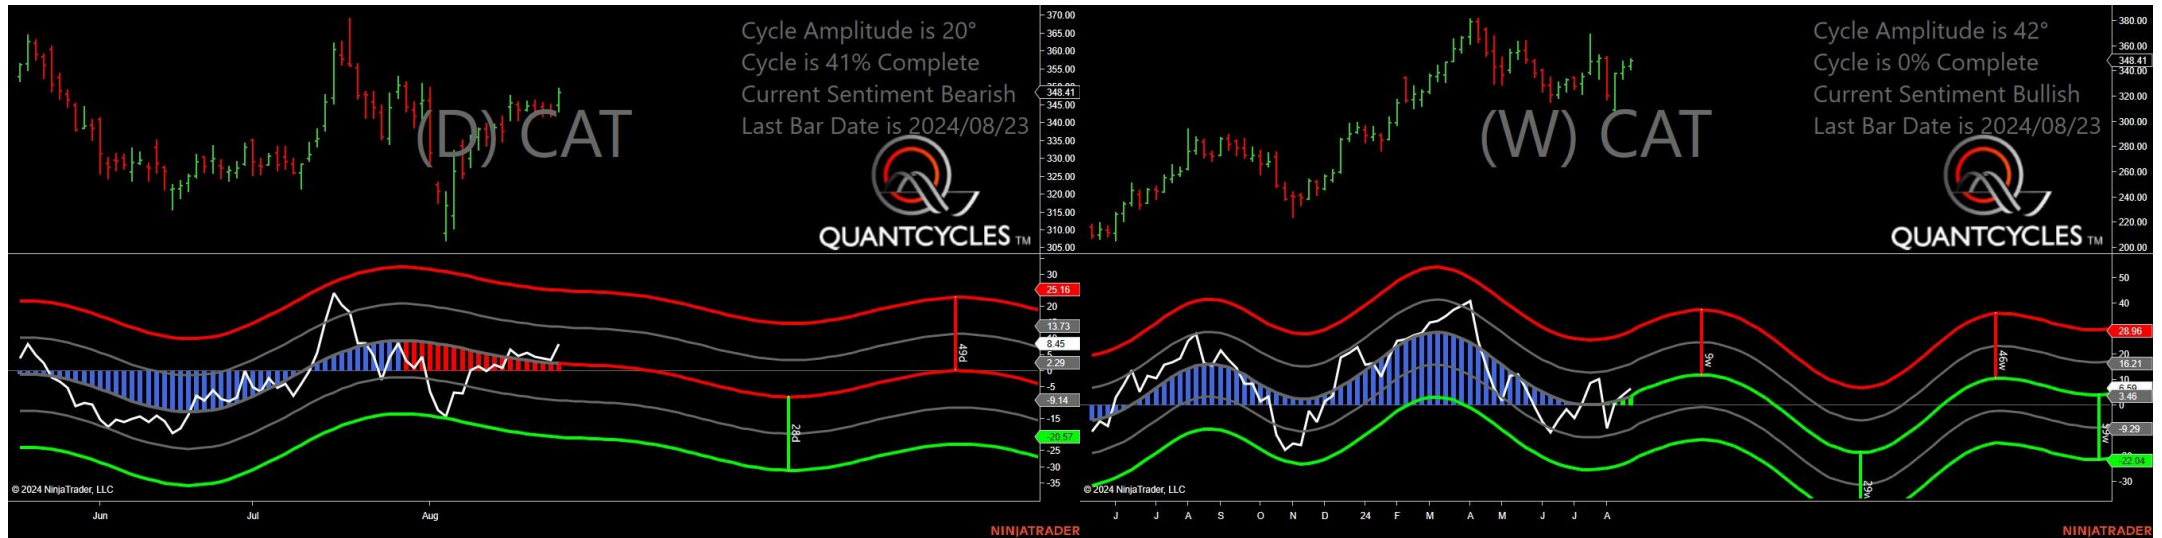 Cycle Amplitude is 20°
Cycle is 41% Complete
Current Sentiment Bearish
Last Bar Date is 2024/08/23
(D) CAT
QUANTCYCLES TM
370.00
365.00
360.00
355.00
348.41
345.00
340.00
335.00
330.00
325.00
320.00
315.00
310.00
305.00
30
25.16
20
13.73
8.45
2.29
0
-5
-9.14
-15
-20.57
-25
-30
-35
49d
28d
© 2024 NinjaTrader, LLC
Jun
Jul
Aug
NINJATRADER
Cycle Amplitude is 42°
Cycle is 0% Complete
Current Sentiment Bullish
Last Bar Date is 2024/08/23
(W) CAT
QUANTCYCLES TM
380.00
360.00
348.41
340.00
320.00
300.00
280.00
260.00
240.00
220.00
200.00
50
40
28.96
20
16.21
10
6.59
3.46
0
-9.29
-22.04
-30
9w
46w
29w
© 2024 NinjaTrader, LLC
J J A S O N D 24 F M A M J J A
NINJATRADER